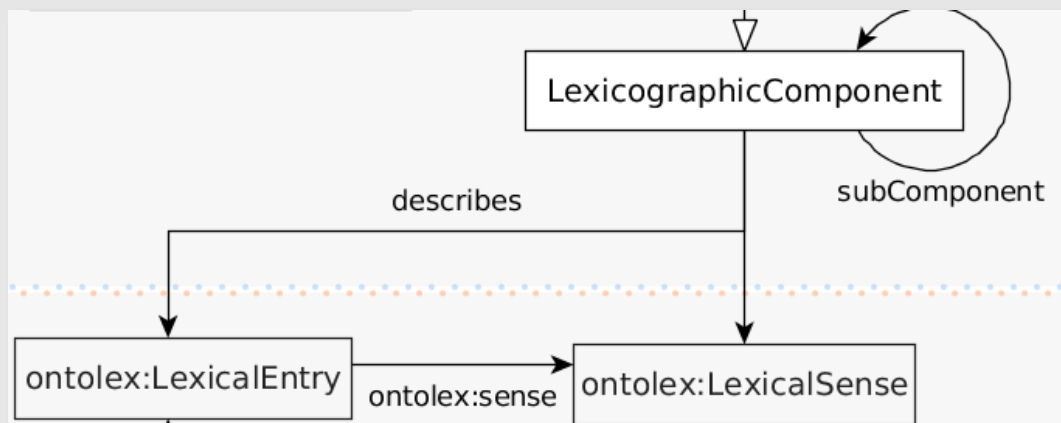 LexicographicComponent
subComponent
describes
ontolex:LexicalEntry
ontolex:sense
ontolex:LexicalSense